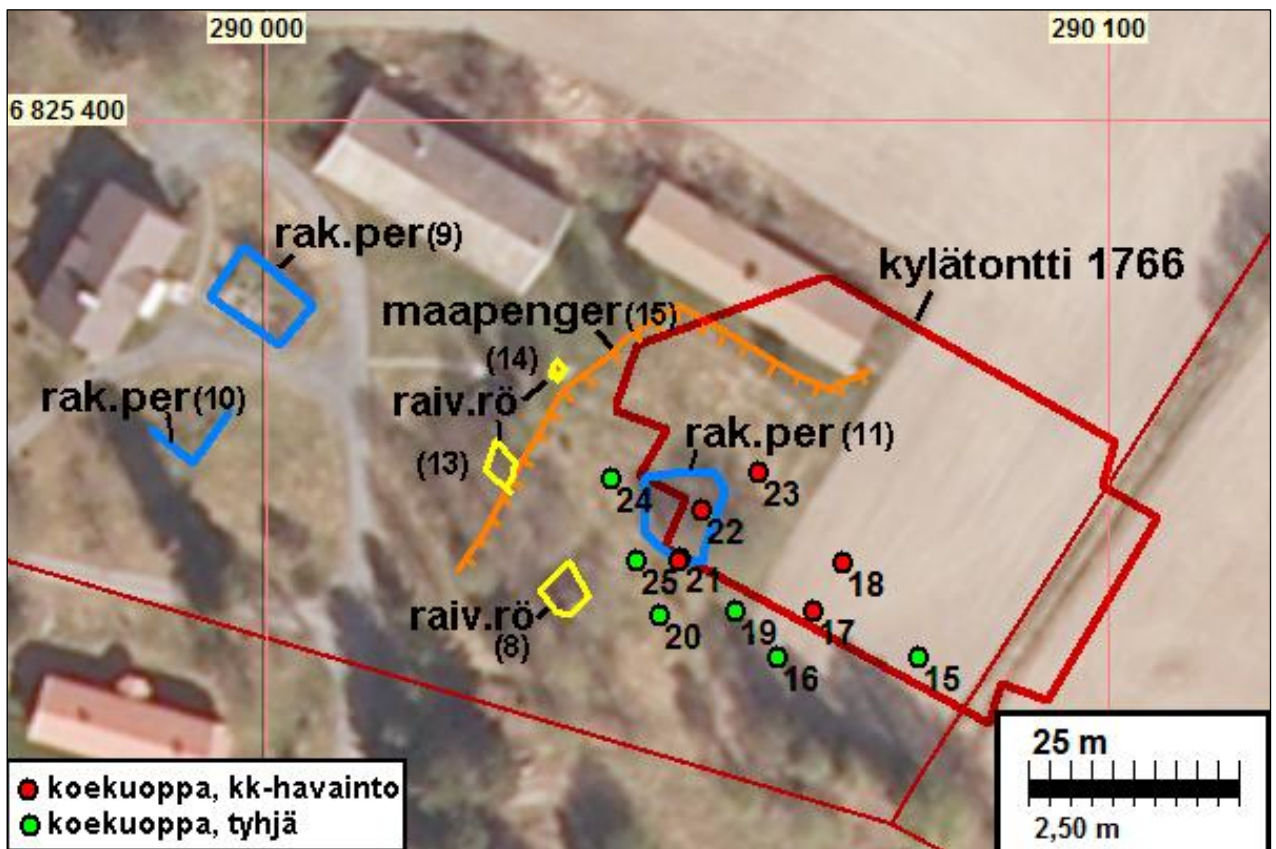 290 000
290 100
6 825 400
rak.per(9)
kylätontti 1766
maapenger(15)
(14)
rak.per(10)
raiv.rö
rak.per (11)
(13)
23
24
22
25
21
18
raiv.rö
(8)
20
19
17
16
15
25 m
2,50 m
koekuoppa, kk-havainto
koekuoppa, tyhjä